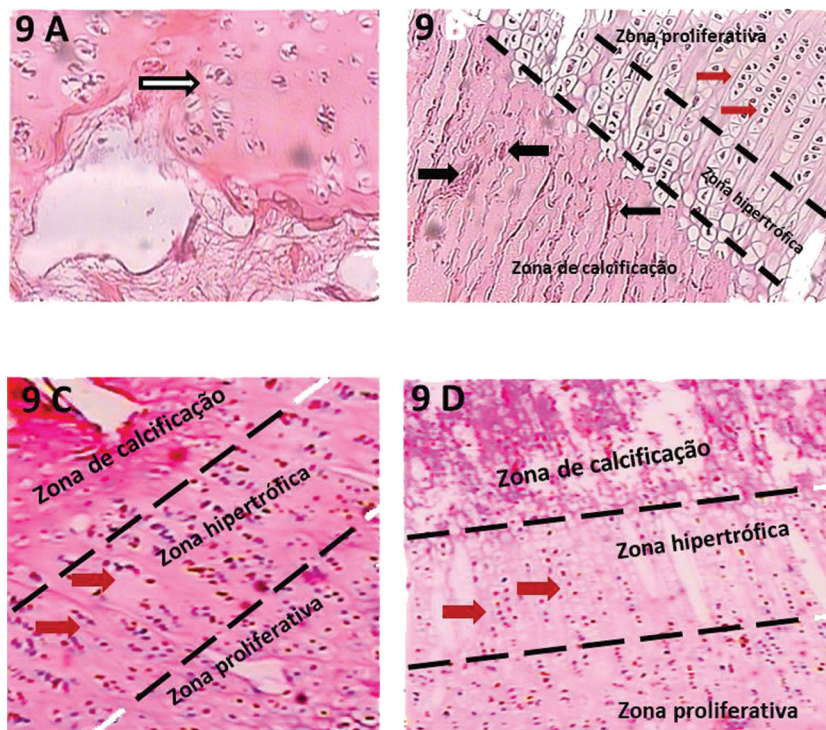 9 A
9 B
Zona proliferativa
Zona hipertrófica
Zona de calcificação
9 C
Zona de calcificação
Zona hipertrófica
Zona proliferativa
9 D
Zona de calcificação
Zona hipertrófica
Zona proliferativa